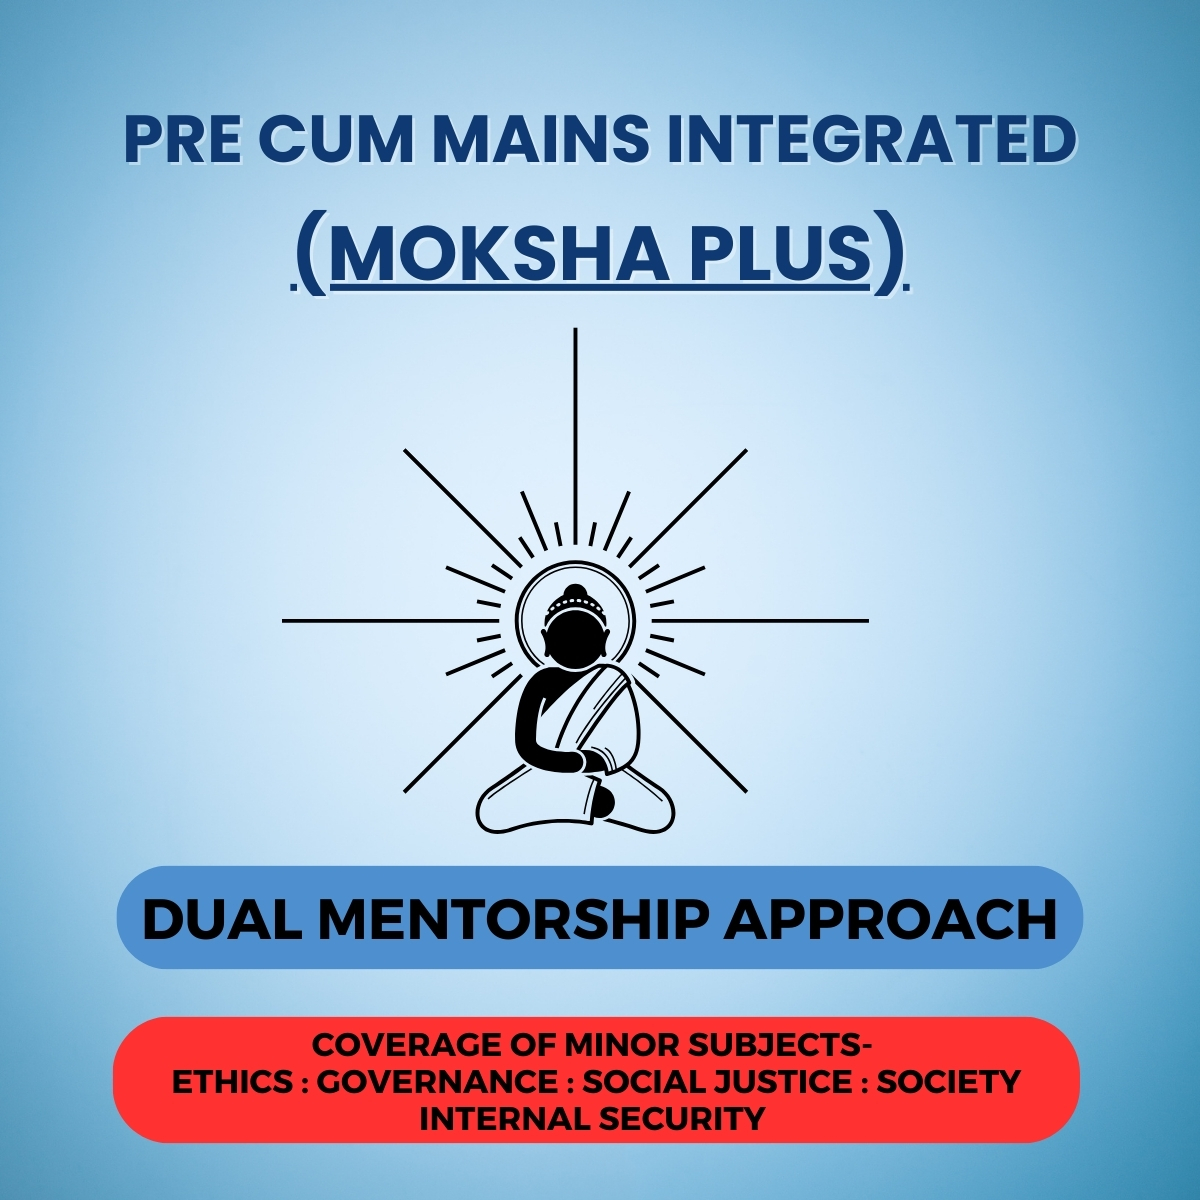 PRE CUM MAINS INTEGRATED
(MOKSHA PLUS)
DUAL MENTORSHIP APPROACH
COVERAGE OF MINOR SUBJECTS-
ETHICS : GOVERNANCE : SOCIAL JUSTICE : SOCIETY
INTERNAL SECURITY